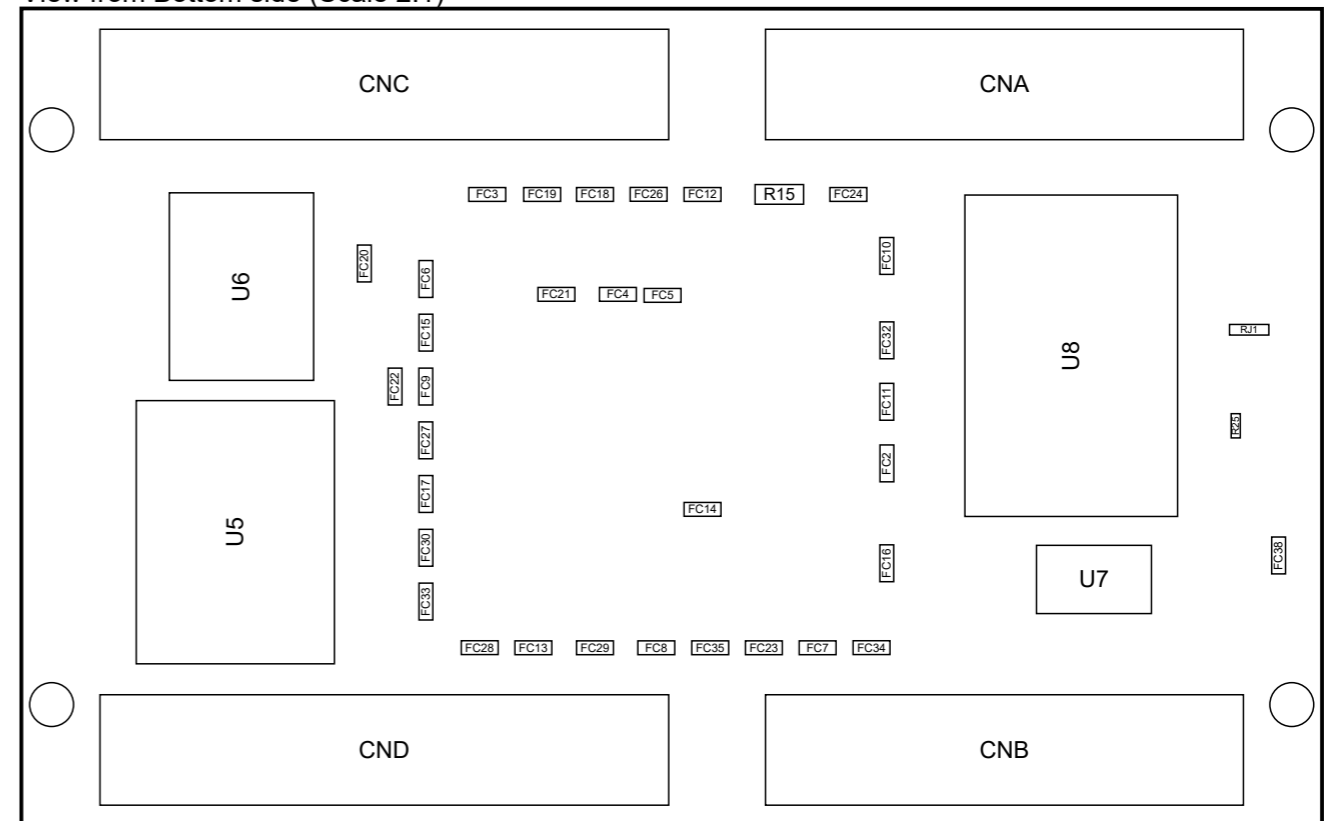 View from Bottom side (Scale 2:1)
CNC
CNA
FC3 FC19 FC18 FC26 FC12 R15 FC24
FC20
FC6
FC10
U6
FC21 FC4 FC5
FC15
FC32
RJ1
U8
FC22
FC9
FC11
FC27
FC2
R25
FC17
FC14
U5
FC30
FC16
FC38
U7
FC33
FC28 FC13 FC29 FC8 FC35 FC23 FC7 FC34
CND
CNB